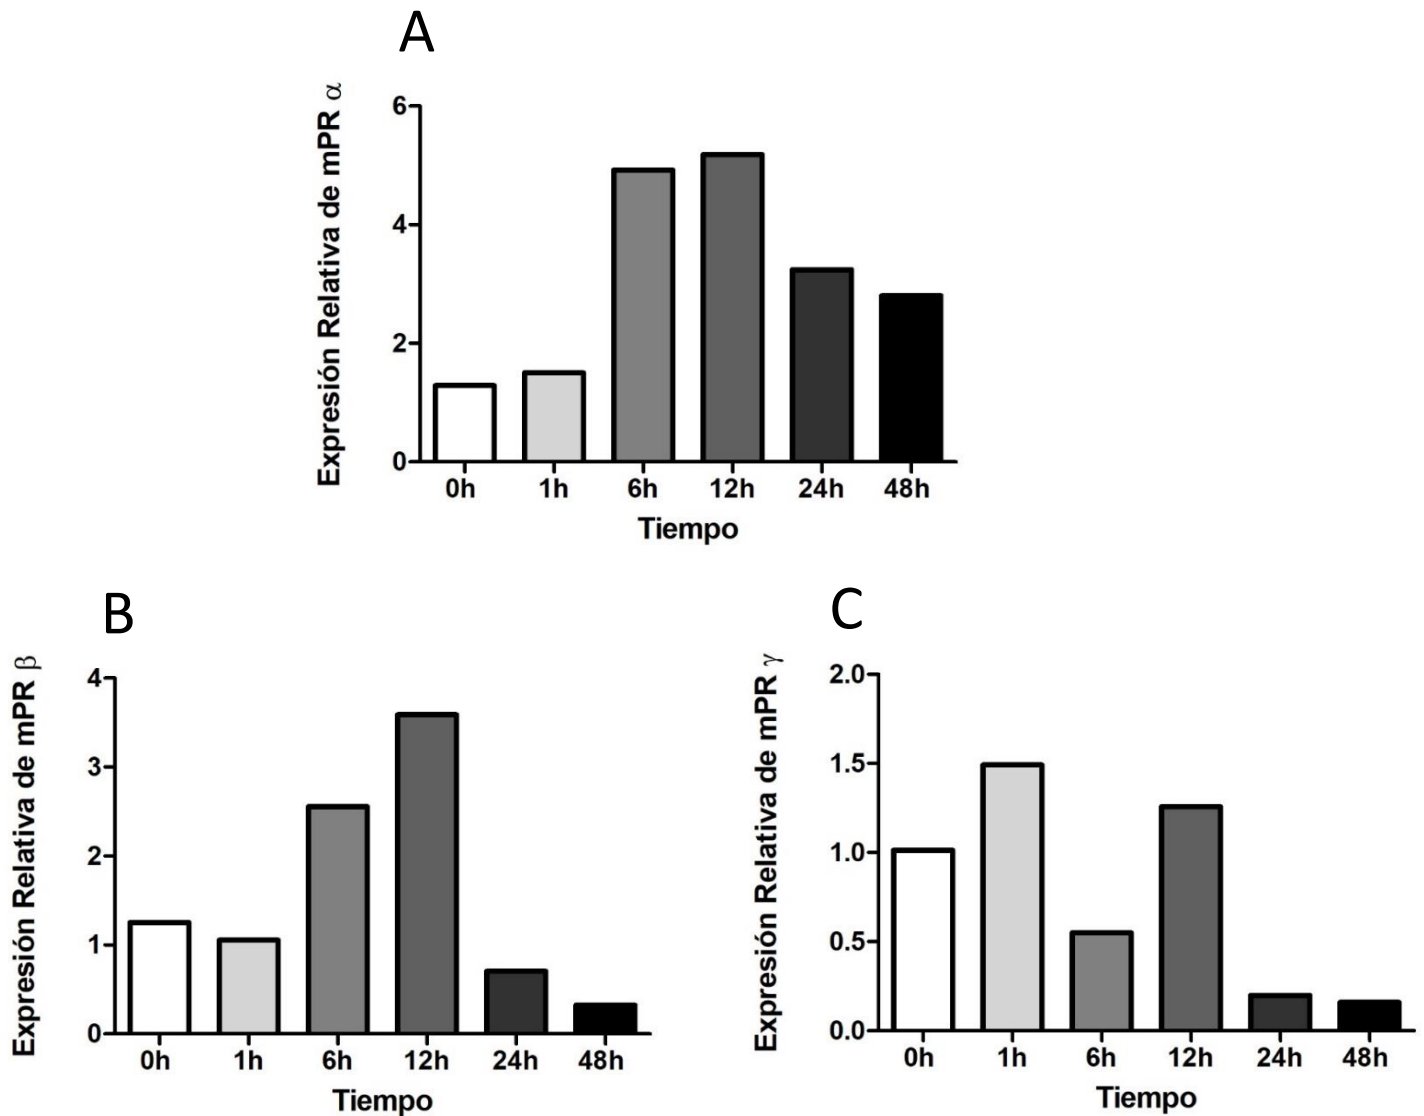 A
Expresión Relativa de mPR α
6
4
2
0
0h 1h 6h 12h 24h 48h
Tiempo
B
Expresión Relativa de mPR β
4
3
2
1
0
0h 1h 6h 12h 24h 48h
Tiempo
C
Expresión Relativa de mPR γ
2.0
1.5
1.0
0.5
0.0
0h 1h 6h 12h 24h 48h
Tiempo